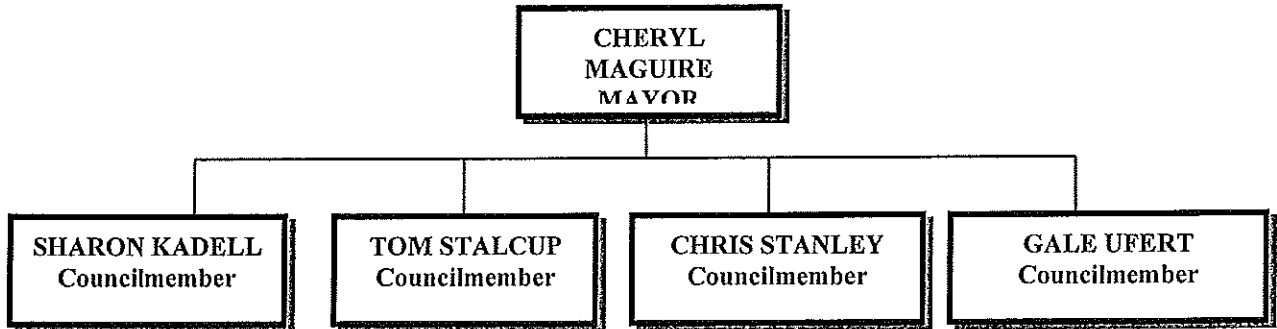 CHERYL
MAGUIRE
MAYOR
SHARON KADELL
Councilmember
TOM STALCUP
Councilmember
CHRIS STANLEY
Councilmember
GALE UFERT
Councilmember